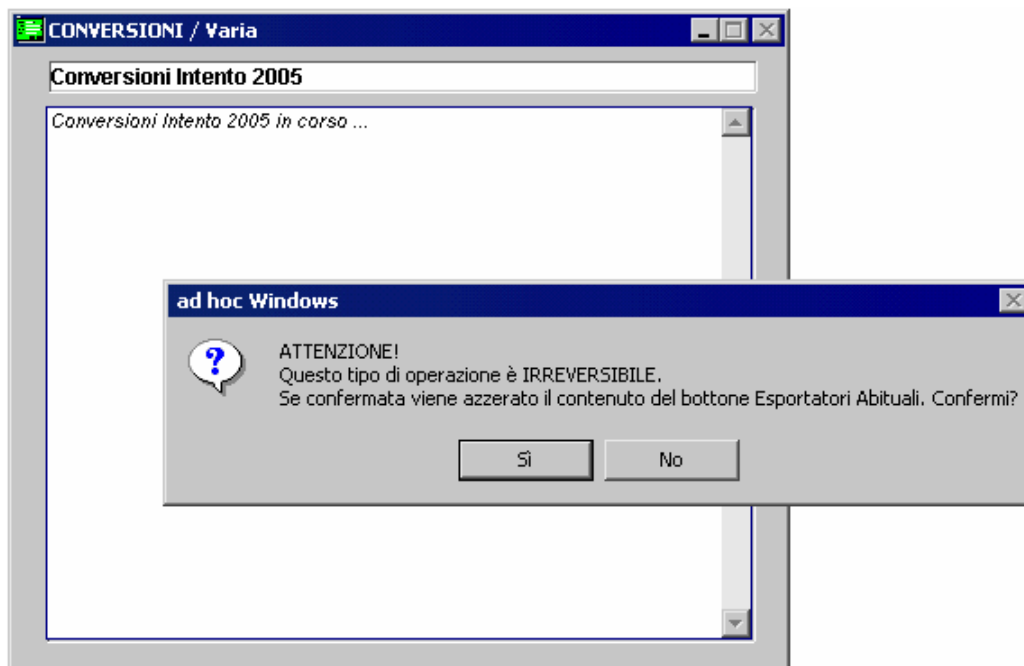 CONVERSIONI / Varia
Conversioni Intento 2005
Conversioni Intento 2005 in corso ...
ad hoc Windows
ATTENZIONE!
Questo tipo di operazione è IRREVERSIBILE.
Se confermata viene azzerato il contenuto del bottone Esportatori Abituali. Confermi?
Sì
No